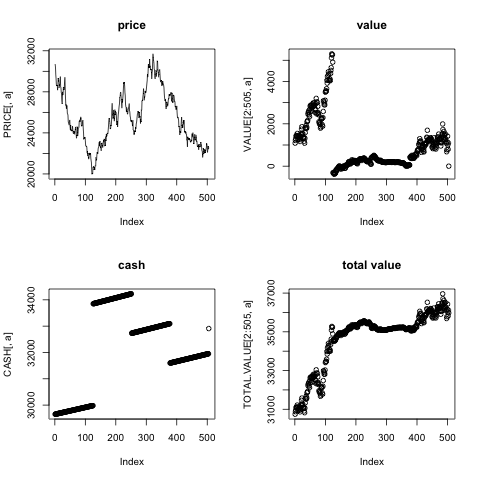 price
PRICE[, a]
20000 24000 28000 32000
0 100 200 300 400 500
Index
value
VALUE[2:505, a]
0 2000 4000
0 100 200 300 400 500
Index
cash
CASH[, a]
30000 32000 34000
0 100 200 300 400 500
Index
total value
TOTAL.VALUE[2:505, a]
31000 33000 35000 37000
0 100 200 300 400 500
Index